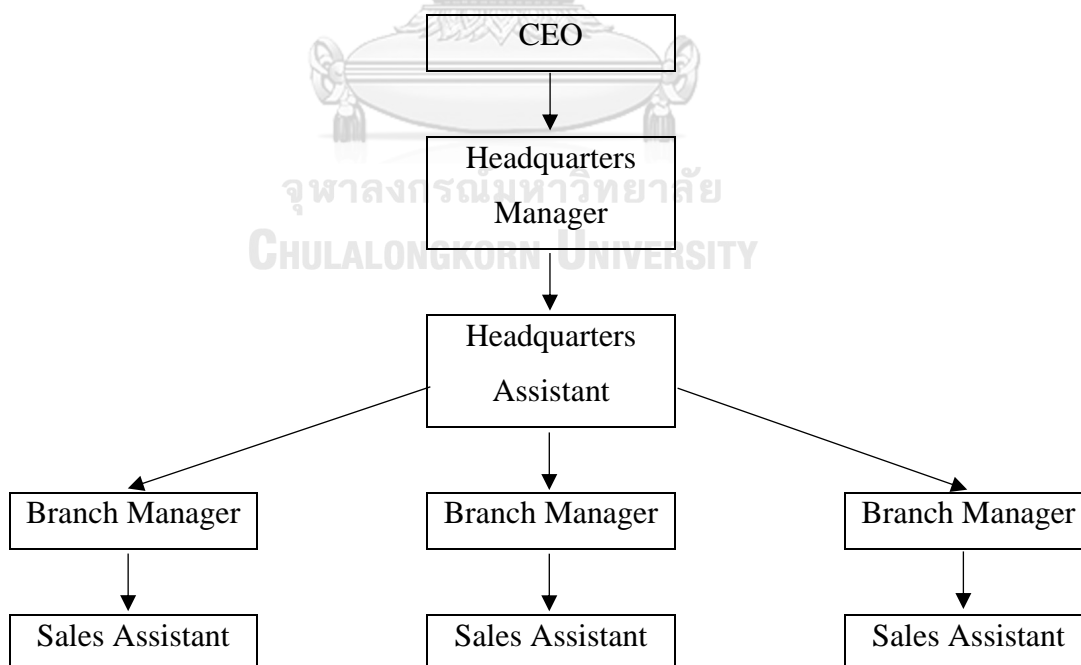 CEO
Headquarters
Manager
จุฬาลงกรณ์มหาวิทยาลัย
CHULALONGKORN UNIVERSITY
Headquarters
Assistant
Branch Manager
Branch Manager
Branch Manager
Sales Assistant
Sales Assistant
Sales Assistant